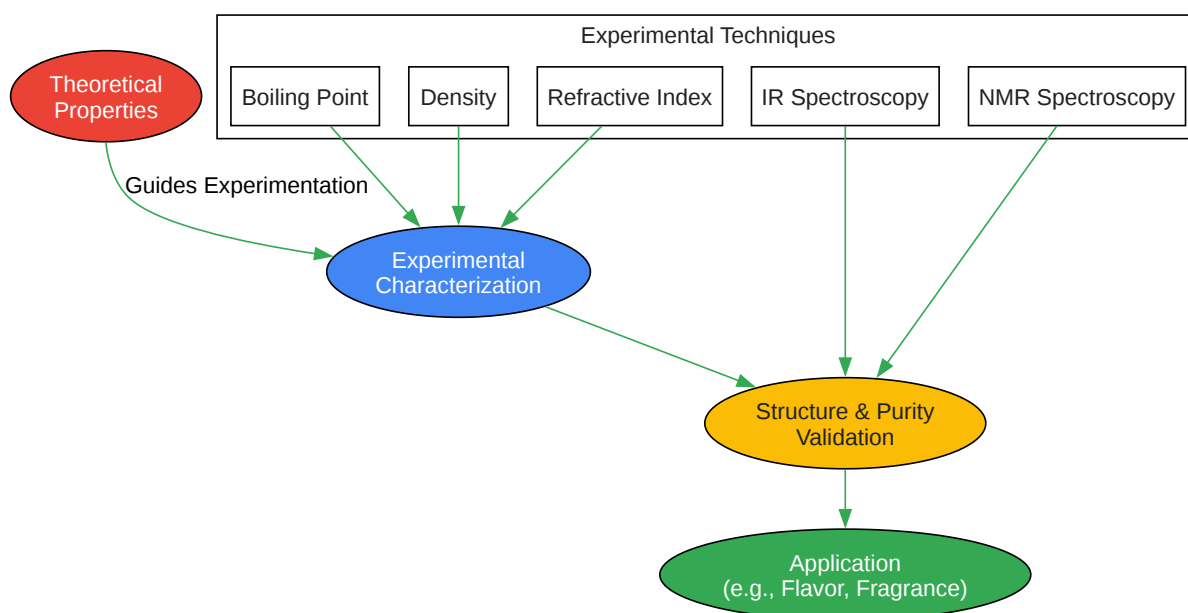 Experimental Techniques
Theoretical
Properties
Boiling Point
Density
Refractive Index
IR Spectroscopy
NMR Spectroscopy
Guides Experimentation
Experimental
Characterization
Structure & Purity
Validation
Application
(e.g., Flavor, Fragrance)